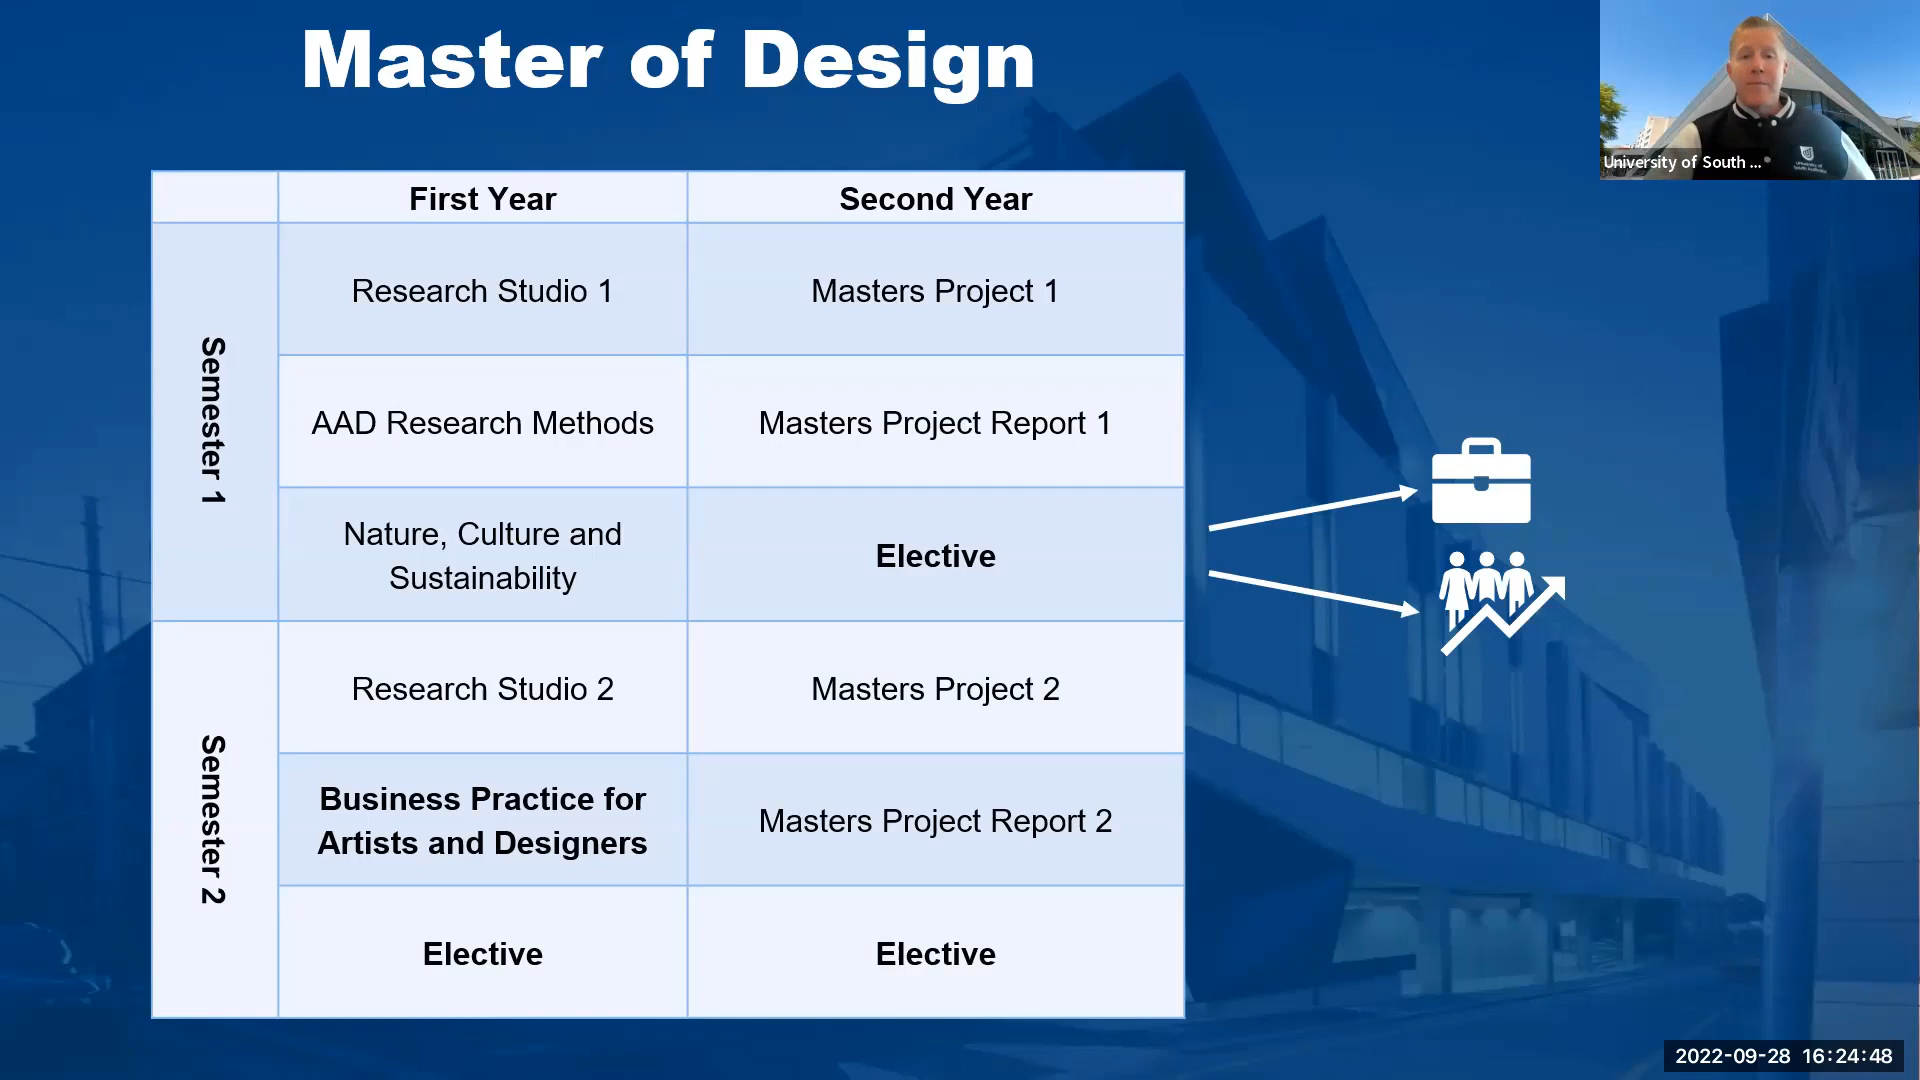 Master of Design
University of South ...
First Year
Second Year
Semester 1
Research Studio 1
Masters Project 1
AAD Research Methods
Masters Project Report 1
Nature, Culture and
Sustainability
Elective
Semester 2
Research Studio 2
Masters Project 2
Business Practice for
Artists and Designers
Masters Project Report 2
Elective
Elective
2022-09-28 16:24:48